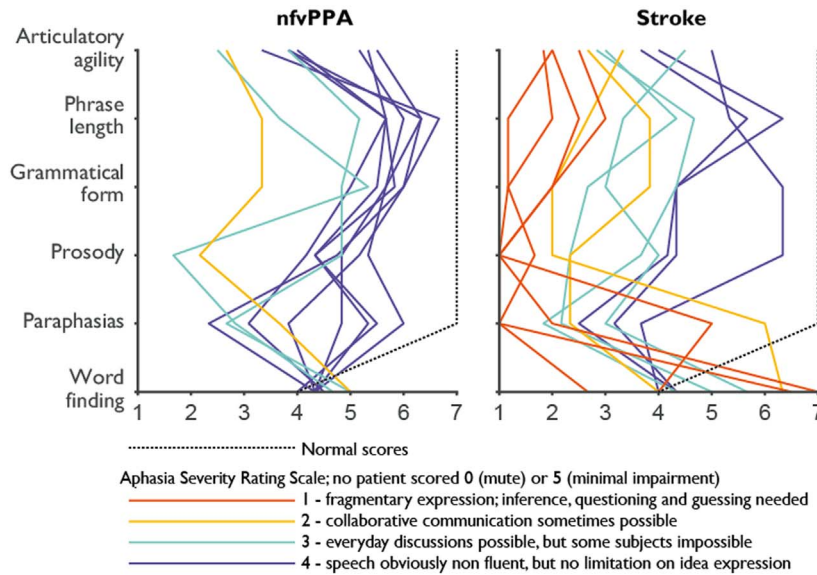 nfvPPA
Stroke
Articulatory
agility
Phrase
length
Grammatical
form
Prosody
Paraphasias
Word
finding
1 2 3 4 5 6 7
1 2 3 4 5 6 7
Normal scores
Aphasia Severity Rating Scale; no patient scored 0 (mute) or 5 (minimal impairment)
1 - fragmentary expression; inference, questioning and guessing needed
2 - collaborative communication sometimes possible
3 - everyday discussions possible, but some subjects impossible
4 - speech obviously non fluent, but no limitation on idea expression